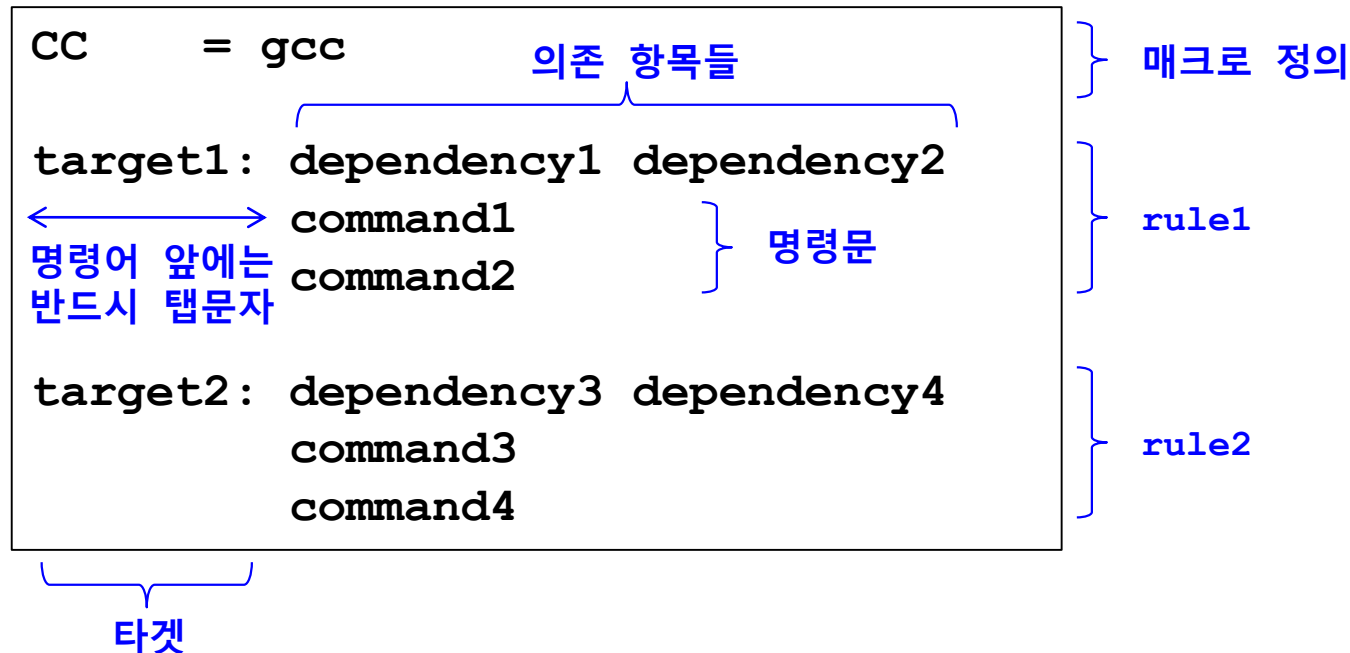 CC = gcc
의존 항목들
매크로 정의
target1: dependency1 dependency2
command1
rule1
명령문
명령어 앞에는
command2
반드시 탭문자
target2: dependency3 dependency4
command3
rule2
command4
타겟